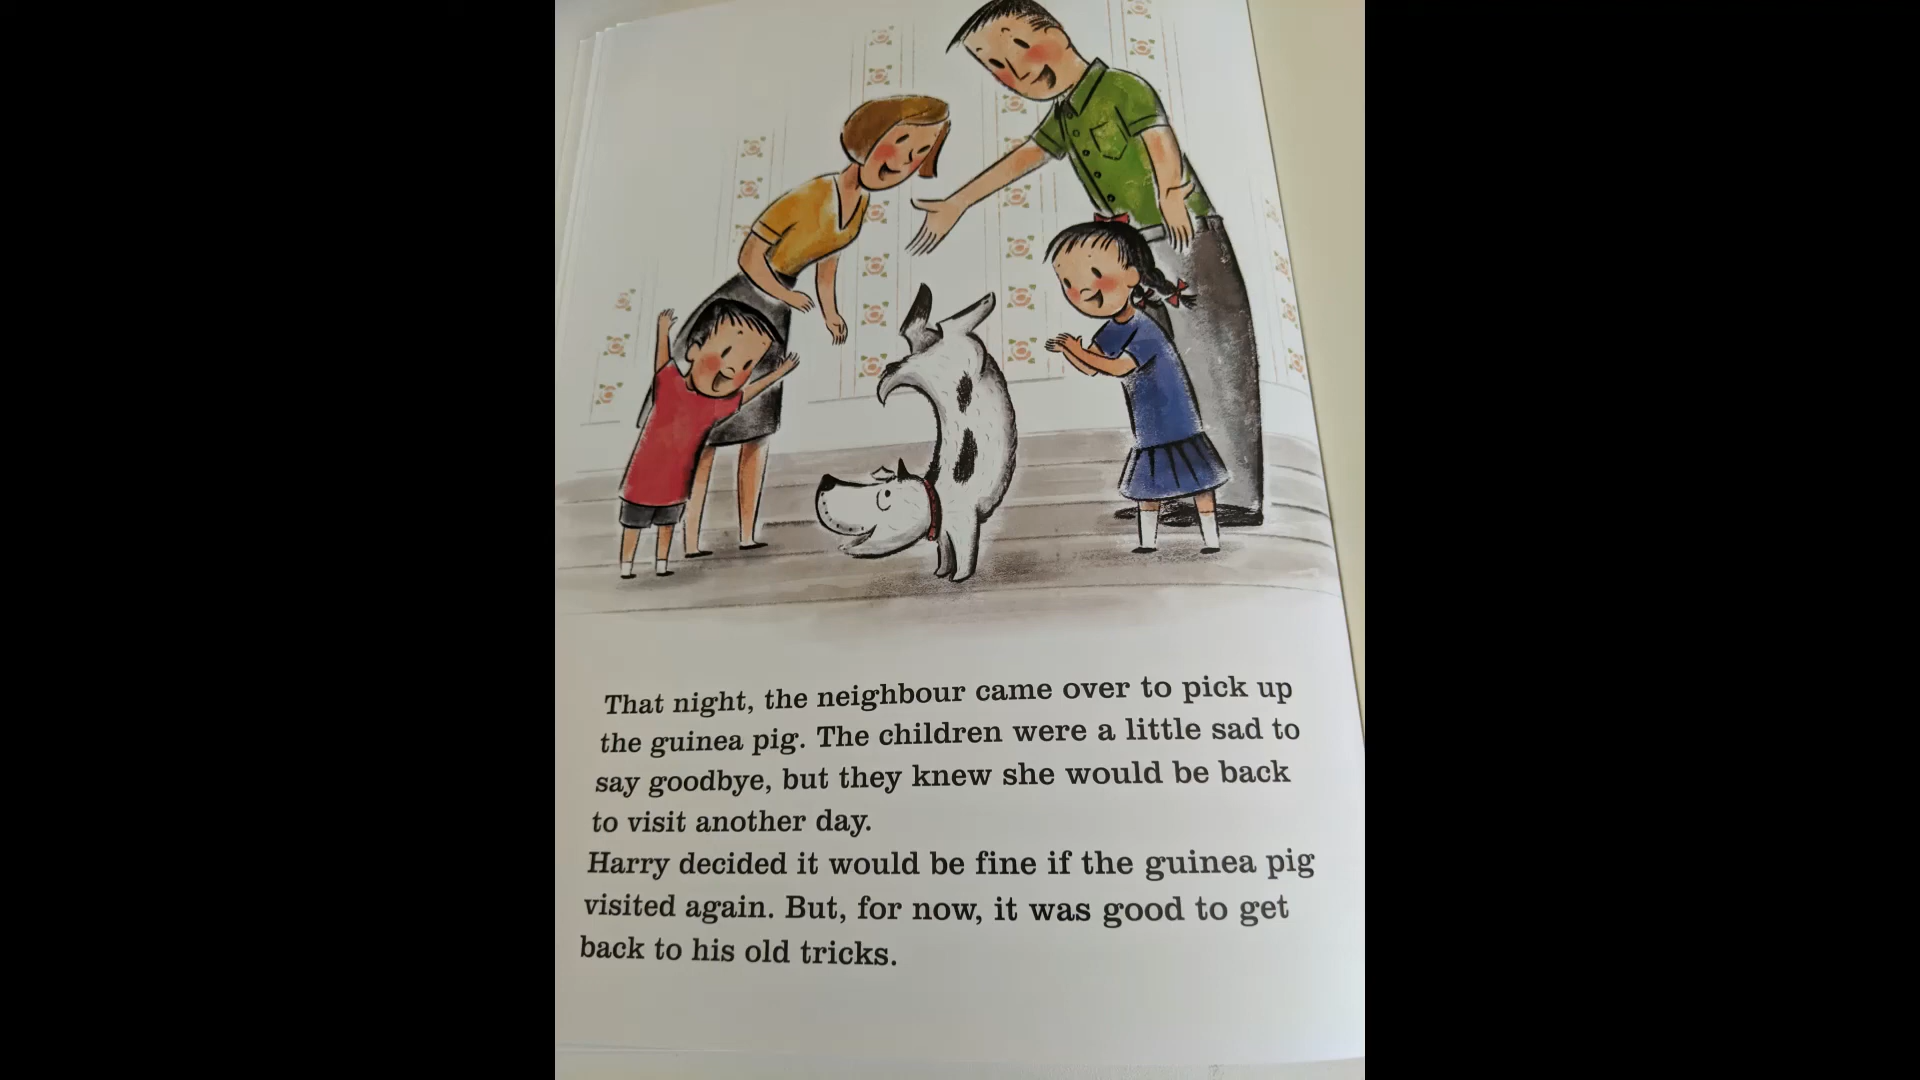 That night, the neighbour came over to pick up
the guinea pig. The children were a little sad to
say goodbye, but they knew she would be back
to visit another day.
Harry decided it would be fine if the guinea pig
visited again. But, for now, it was good to get
back to his old tricks.